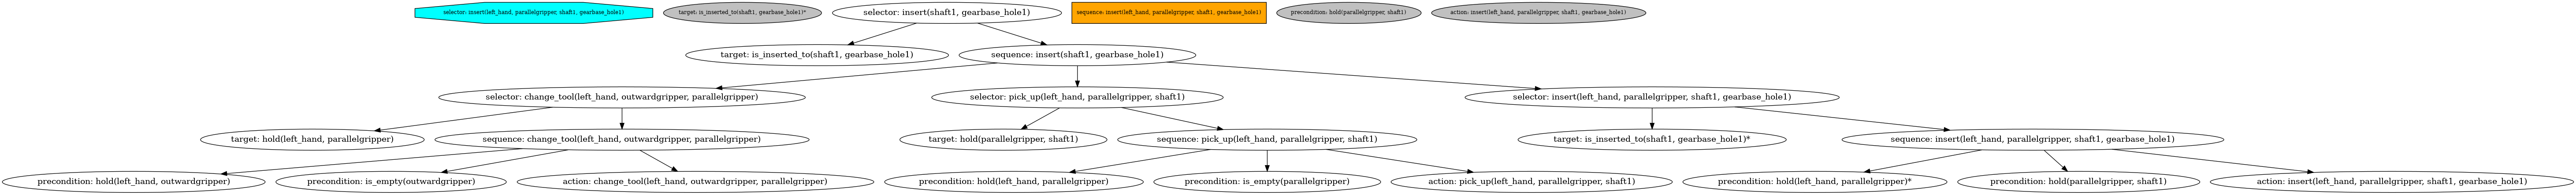 selector: insert(left_hand, parallelgripper, shaft1, gearbase_hole1)
target: is_inserted_to(shaft1, gearbase_hole1)*
selector: insert(shaft1, gearbase_hole1)
sequence: insert(left_hand, parallelgripper, shaft1, gearbase_hole1)
precondition: hold(parallelgripper, shaft1)
action: insert(left_hand, parallelgripper, shaft1, gearbase_hole1)
target: is_inserted_to(shaft1, gearbase_hole1)
sequence: insert(shaft1, gearbase_hole1)
selector: change_tool(left_hand, outwardgripper, parallelgripper)
selector: pick_up(left_hand, parallelgripper, shaft1)
selector: insert(left_hand, parallelgripper, shaft1, gearbase_hole1)
target: hold(left_hand, parallelgripper)
sequence: change_tool(left_hand, outwardgripper, parallelgripper)
target: hold(parallelgripper, shaft1)
sequence: pick_up(left_hand, parallelgripper, shaft1)
target: is_inserted_to(shaft1, gearbase_hole1)*
sequence: insert(left_hand, parallelgripper, shaft1, gearbase_hole1)
precondition: hold(left_hand, outwardgripper)
precondition: is_empty(outwardgripper)
action: change_tool(left_hand, outwardgripper, parallelgripper)
precondition: hold(left_hand, parallelgripper)
precondition: is_empty(parallelgripper)
action: pick_up(left_hand, parallelgripper, shaft1)
precondition: hold(left_hand, parallelgripper)*
precondition: hold(parallelgripper, shaft1)
action: insert(left_hand, parallelgripper, shaft1, gearbase_hole1)